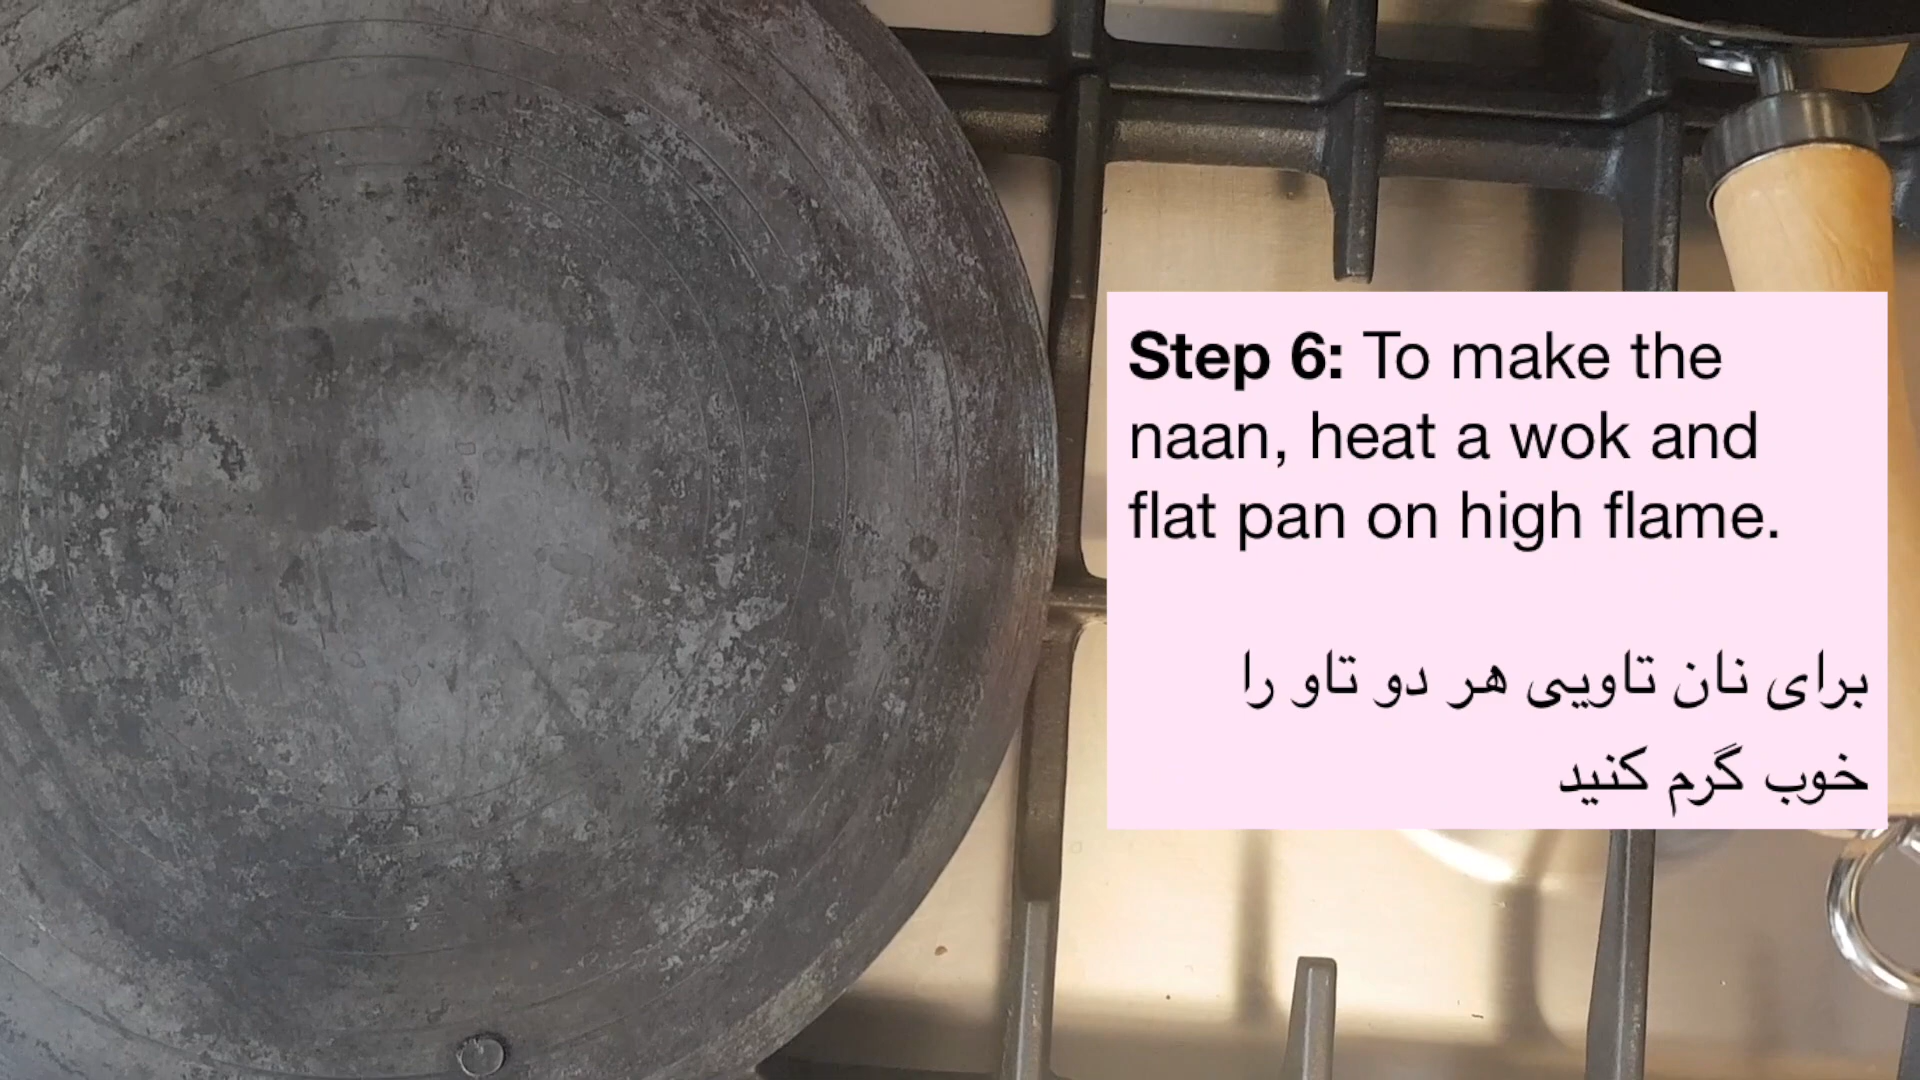 Step 6: To make the
naan, heat a wok and
flat pan on high flame.
برای نان تاویی هر دو تاو را
خوب گرم کنید